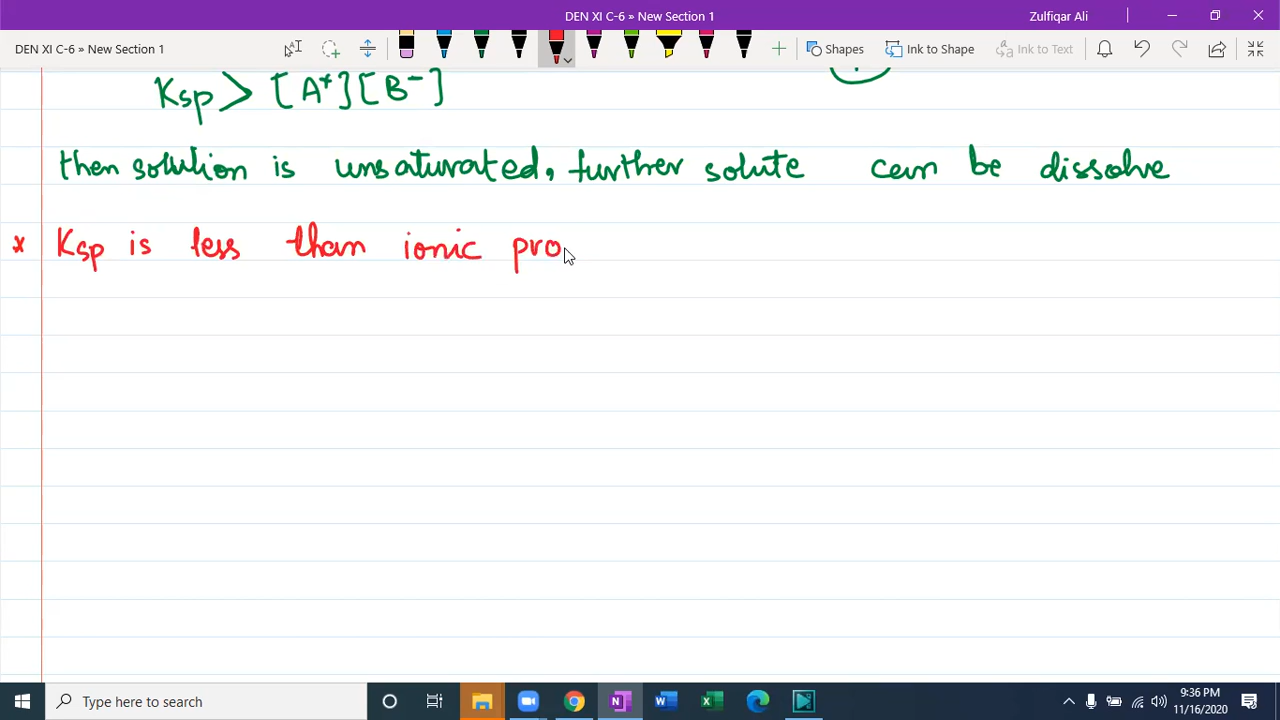 DEN XI C-6 » New Section 1
Zulfiqar Ali
DEN XI C-6 » New Section 1
Shapes
Ink to Shape
Ink to Text
Ksp > [A+][B−]
then solution is unsaturated, further solute can be dissolve
* Ksp is less than ionic pro
Type here to search
9:36 PM
11/16/2020